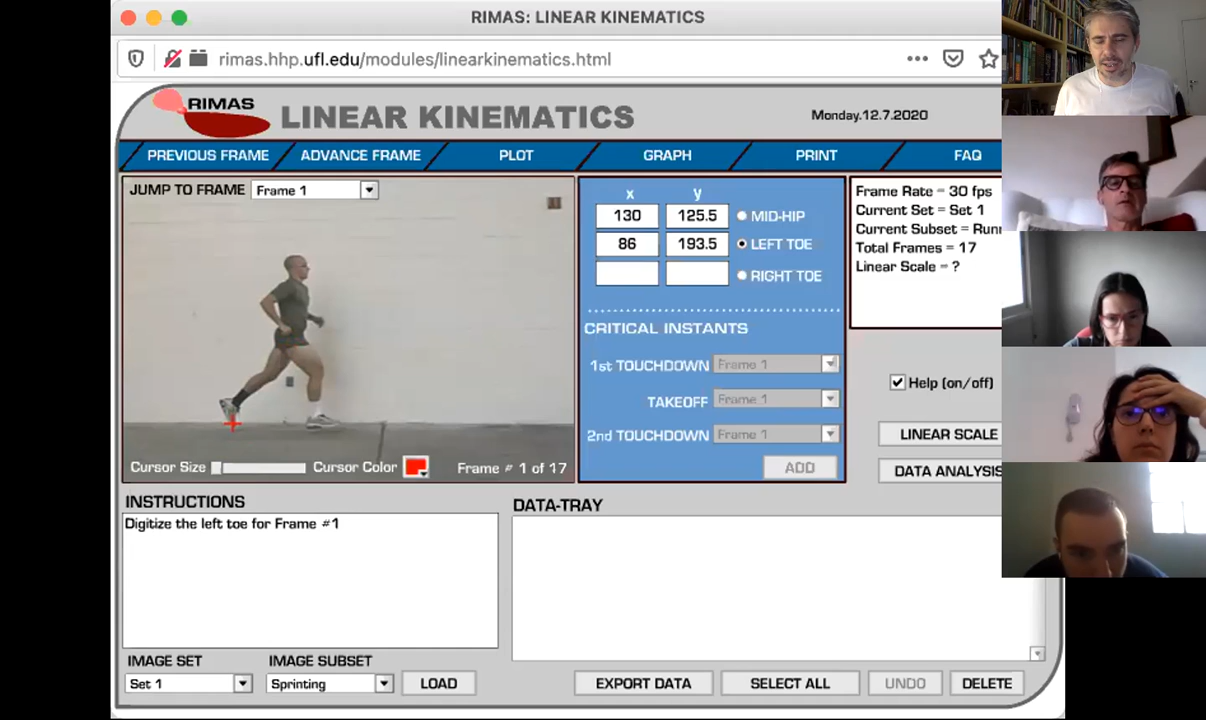 RIMAS: LINEAR KINEMATICS
rimas.hhp.ufl.edu/modules/linearkinematics.html
RIMAS
LINEAR KINEMATICS
Monday.12.7.2020
PREVIOUS FRAME
ADVANCE FRAME
PLOT
GRAPH
PRINT
FAQ
JUMP TO FRAME Frame 1
x y
130 125.5 MID-HIP
86 193.5 LEFT TOE
RIGHT TOE
CRITICAL INSTANTS
1st TOUCHDOWN Frame 1
TAKEOFF Frame 1
2nd TOUCHDOWN Frame 1
ADD
Frame Rate = 30 fps
Current Set = Set 1
Current Subset = Runn
Total Frames = 17
Linear Scale = ?
Help (on/off)
LINEAR SCALE
DATA ANALYSIS
Cursor Size Cursor Color Frame # 1 of 17
INSTRUCTIONS
Digitize the left toe for Frame #1
DATA-TRAY
IMAGE SET IMAGE SUBSET
Set 1 Sprinting LOAD
EXPORT DATA SELECT ALL UNDO DELETE